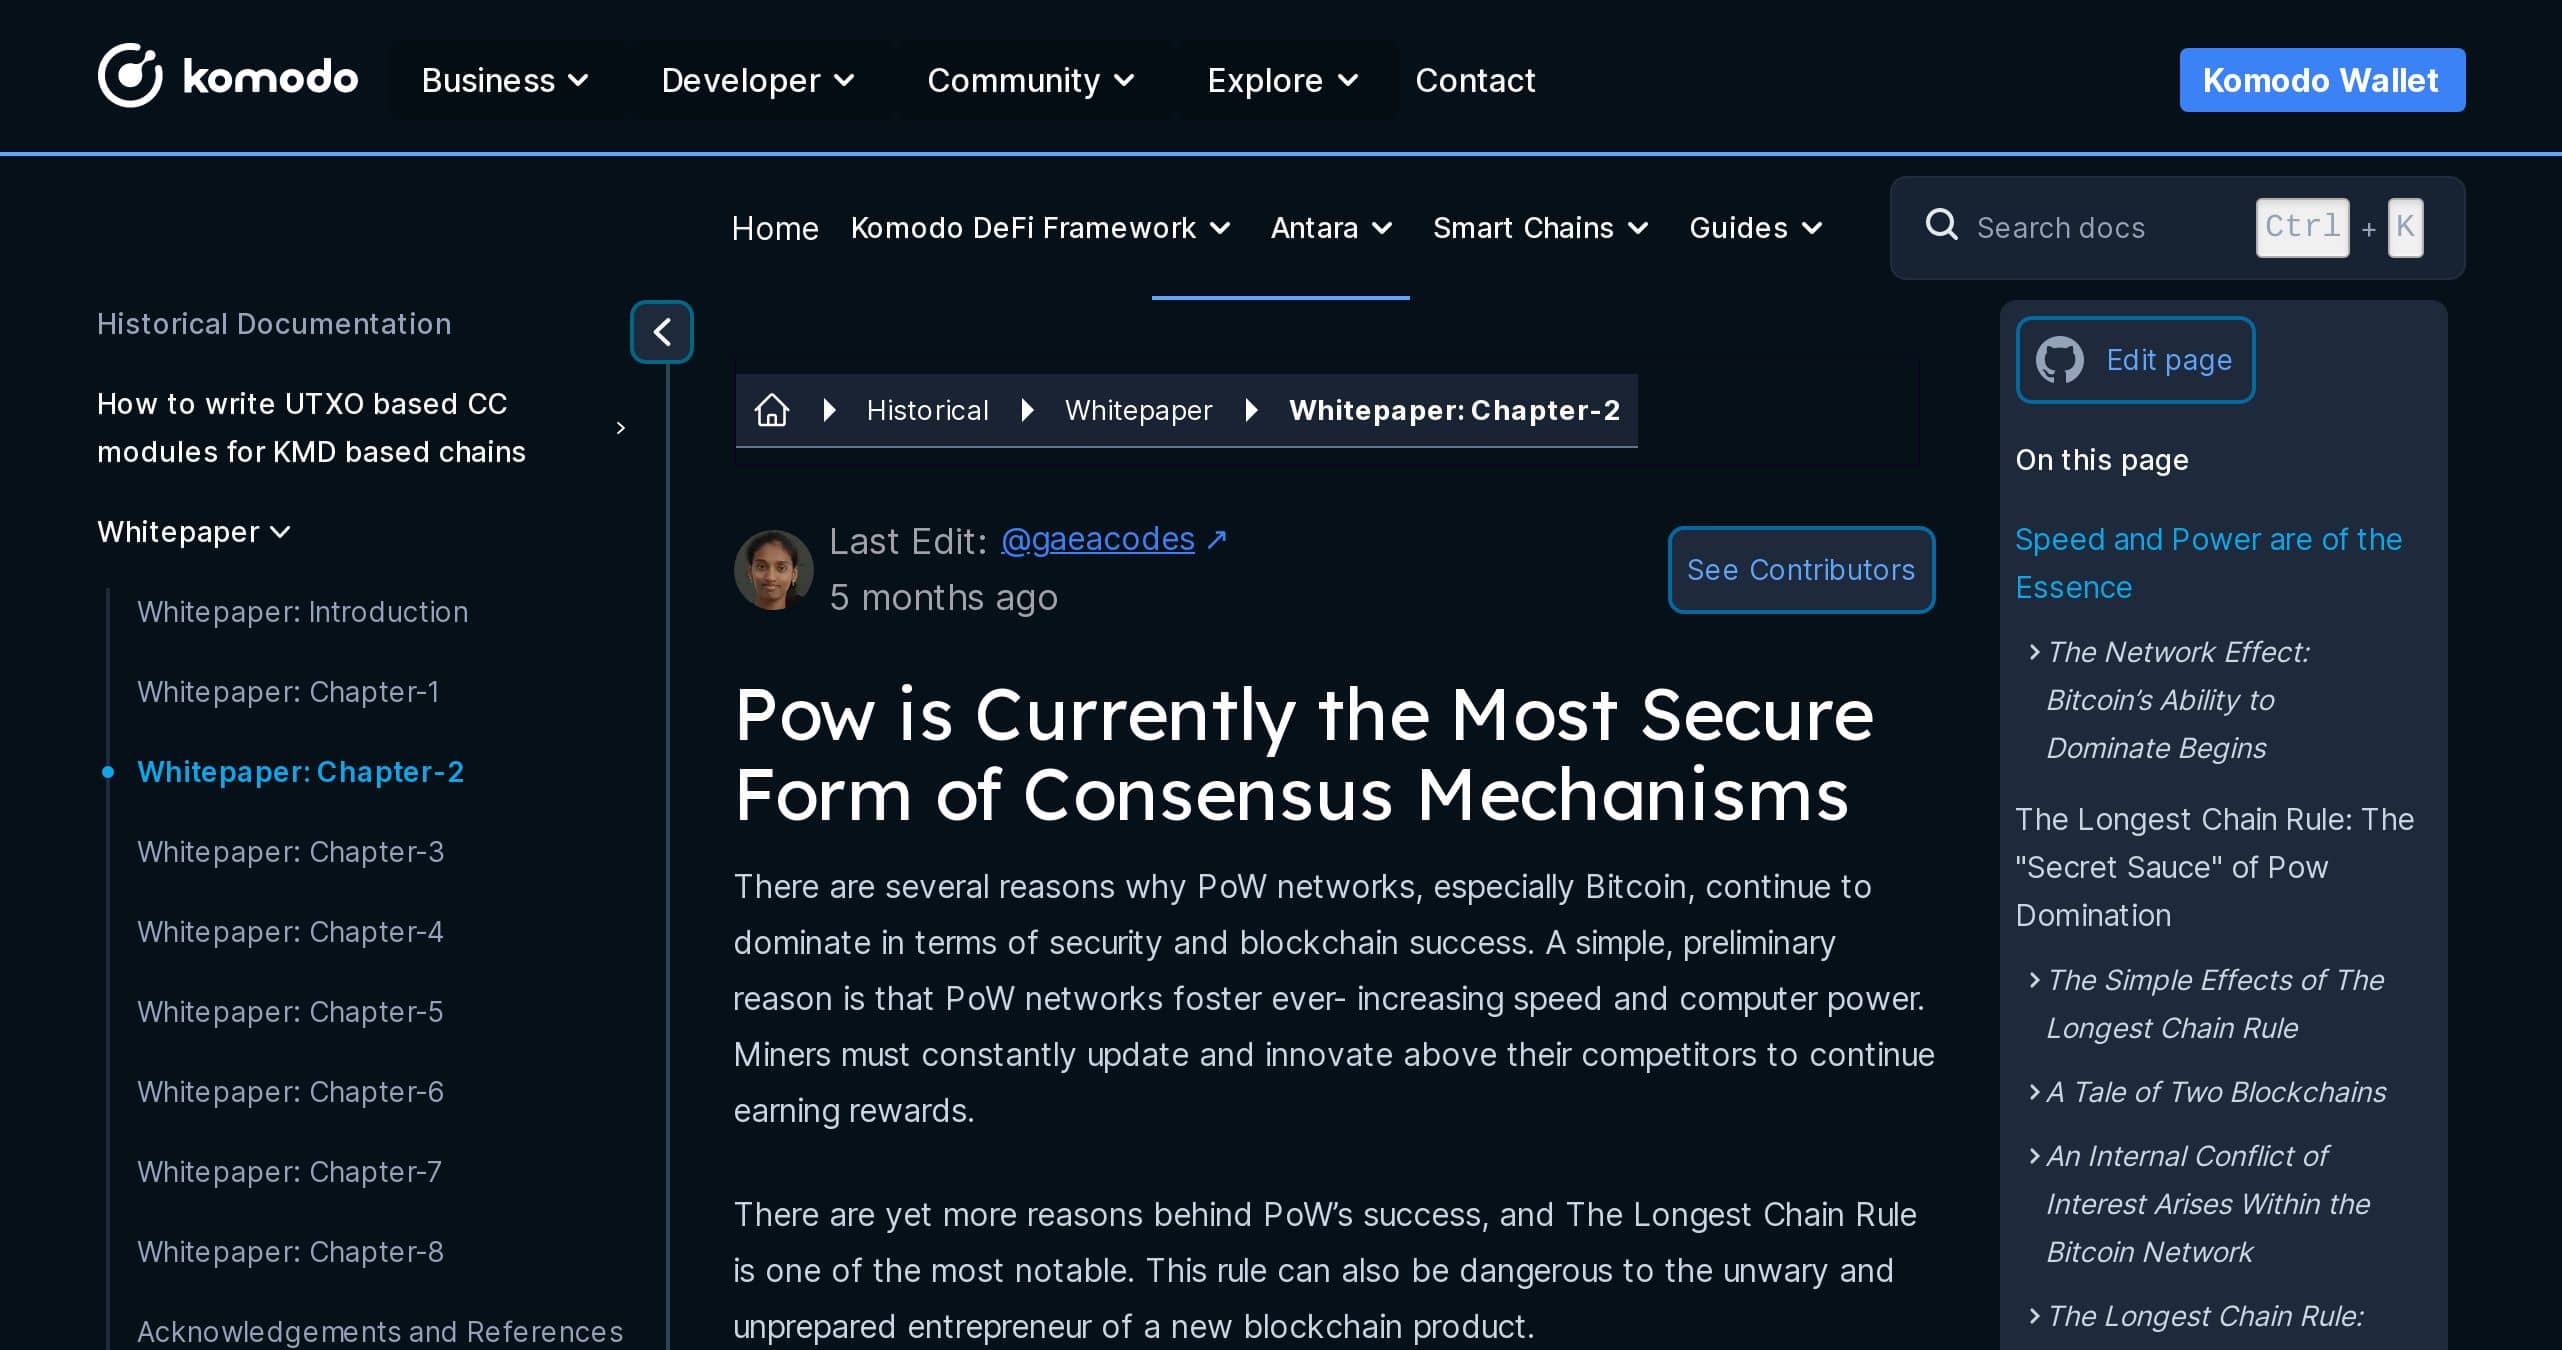 komodo
Business
Developer
Community
Explore
Contact
Komodo Wallet
Home
Komodo DeFi Framework
Antara
Smart Chains
Guides
Search docs
Ctrl + K
Historical Documentation
How to write UTXO based CC
modules for KMD based chains
Whitepaper
Whitepaper: Introduction
Whitepaper: Chapter-1
Whitepaper: Chapter-2
Whitepaper: Chapter-3
Whitepaper: Chapter-4
Whitepaper: Chapter-5
Whitepaper: Chapter-6
Whitepaper: Chapter-7
Whitepaper: Chapter-8
Acknowledgements and References
Historical
Whitepaper
Whitepaper: Chapter-2
Last Edit: @gaeacodes ↗
5 months ago
See Contributors
Pow is Currently the Most Secure
Form of Consensus Mechanisms
There are several reasons why PoW networks, especially Bitcoin, continue to
dominate in terms of security and blockchain success. A simple, preliminary
reason is that PoW networks foster ever- increasing speed and computer power.
Miners must constantly update and innovate above their competitors to continue
earning rewards.
There are yet more reasons behind PoW’s success, and The Longest Chain Rule
is one of the most notable. This rule can also be dangerous to the unwary and
unprepared entrepreneur of a new blockchain product.
Edit page
On this page
Speed and Power are of the
Essence
The Network Effect:
Bitcoin’s Ability to
Dominate Begins
The Longest Chain Rule: The
"Secret Sauce" of Pow
Domination
The Simple Effects of The
Longest Chain Rule
A Tale of Two Blockchains
An Internal Conflict of
Interest Arises Within the
Bitcoin Network
The Longest Chain Rule: